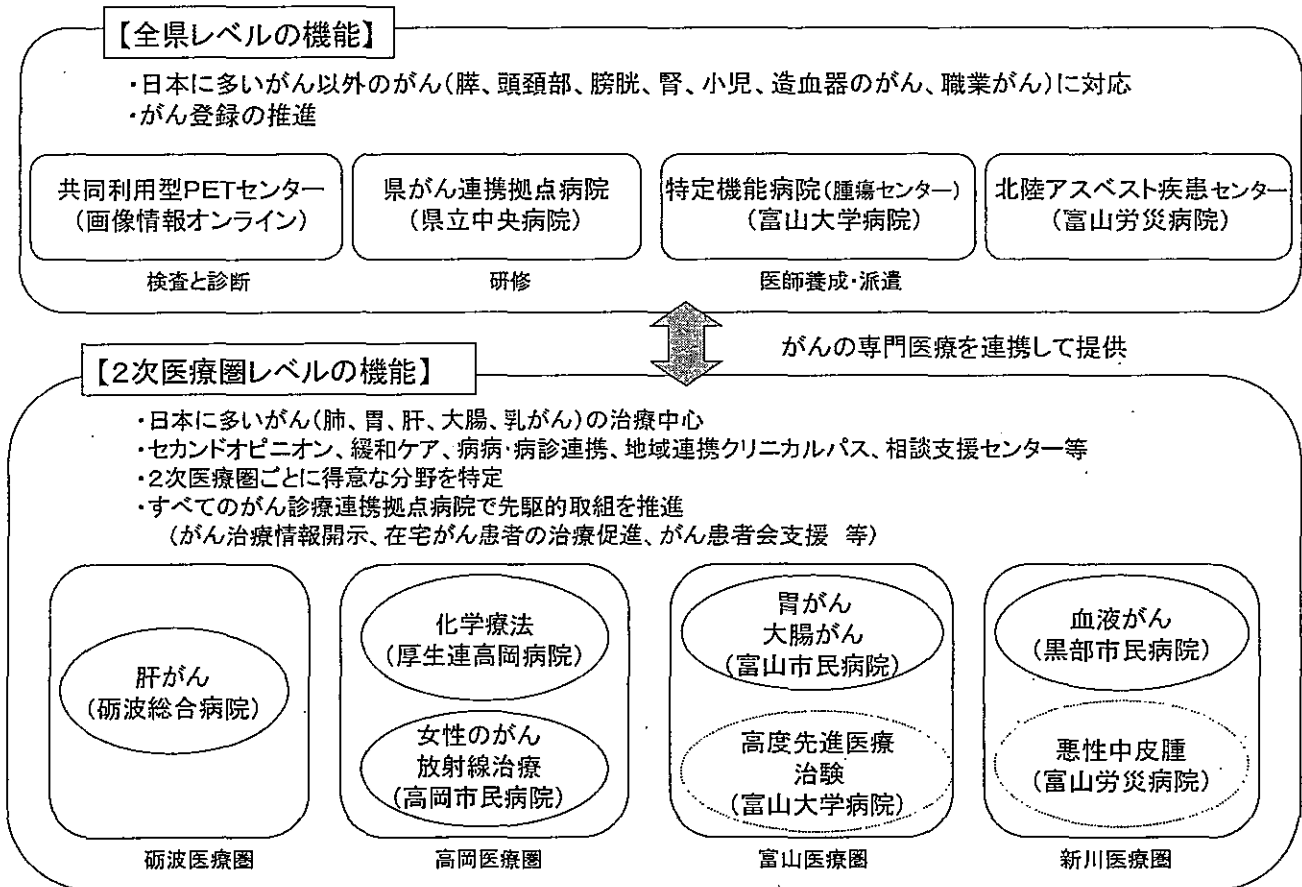 【全県レベルの機能】
・日本に多いがん以外のがん(膵、頭頚部、膀胱、腎、小児、造血器のがん、職業がん)に対応
・がん登録の推進
共同利用型PETセンター
(画像情報オンライン)
検査と診断
県がん連携拠点病院
(県立中央病院)
研修
特定機能病院(腫瘍センター)
(富山大学病院)
医師養成・派遣
北陸アスベスト疾患センター
(富山労災病院)
がんの専門医療を連携して提供
【2次医療圏レベルの機能】
・日本に多いがん(肺、胃、肝、大腸、乳がん)の治療中心
・セカンドオピニオン、緩和ケア、病病・病診連携、地域連携クリニカルパス、相談支援センター等
・2次医療圏ごとに得意な分野を特定
・すべてのがん診療連携拠点病院で先駆的取組を推進
(がん治療情報開示、在宅がん患者の治療促進、がん患者会支援 等)
肝がん
(砺波総合病院)
砺波医療圏
化学療法
(厚生連高岡病院)
女性のがん
放射線治療
(高岡市民病院)
高岡医療圏
胃がん
大腸がん
(富山市民病院)
高度先進医療
治験
(富山大学病院)
富山医療圏
血液がん
(黒部市民病院)
悪性中皮腫
(富山労災病院)
新川医療圏